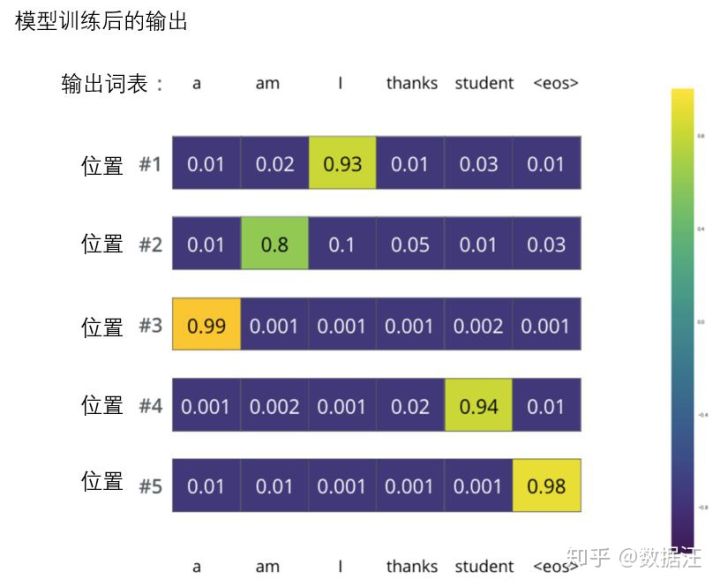 模型训练后的输出
输出词表： a am I thanks student <eos>
位置 #1 0.01 0.02 0.93 0.01 0.03 0.01
位置 #2 0.01 0.8 0.1 0.05 0.01 0.03
位置 #3 0.99 0.001 0.001 0.001 0.002 0.001
位置 #4 0.001 0.002 0.001 0.02 0.94 0.01
位置 #5 0.01 0.01 0.001 0.001 0.001 0.98
a am I thanks student <eos>
0.8
0.4
0.0
-0.4
-0.8
知乎 @数据汪